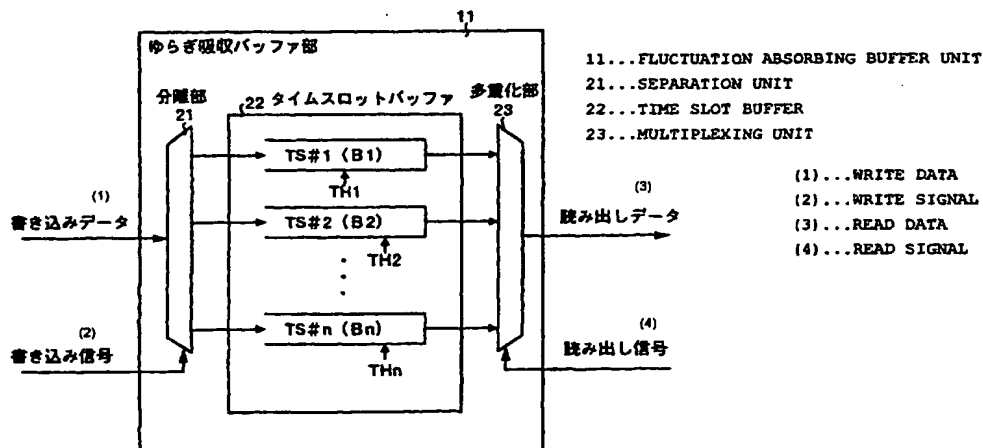 11
ゆらぎ吸収バッファ部
分離部
21
22 タイムスロットバッファ
多重化部
23
TS#1 (B1)
TH1
TS#2 (B2)
TH2
TS#n (Bn)
THn
(1)
書き込みデータ
(2)
書き込み信号
(3)
読み出しデータ
(4)
読み出し信号
11...FLUCTUATION ABSORBING BUFFER UNIT
21...SEPARATION UNIT
22...TIME SLOT BUFFER
23...MULTIPLEXING UNIT
(1)...WRITE DATA
(2)...WRITE SIGNAL
(3)...READ DATA
(4)...READ SIGNAL